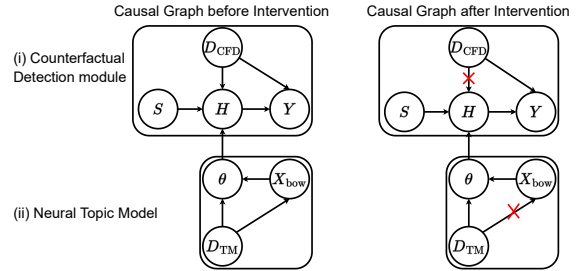 Causal Graph before Intervention Causal Graph after Intervention
(i) Counterfactual
Detection module
D_CFD D_CFD
S H Y S H Y
θ X_bow θ X_bow
(ii) Neural Topic Model
D_TM D_TM